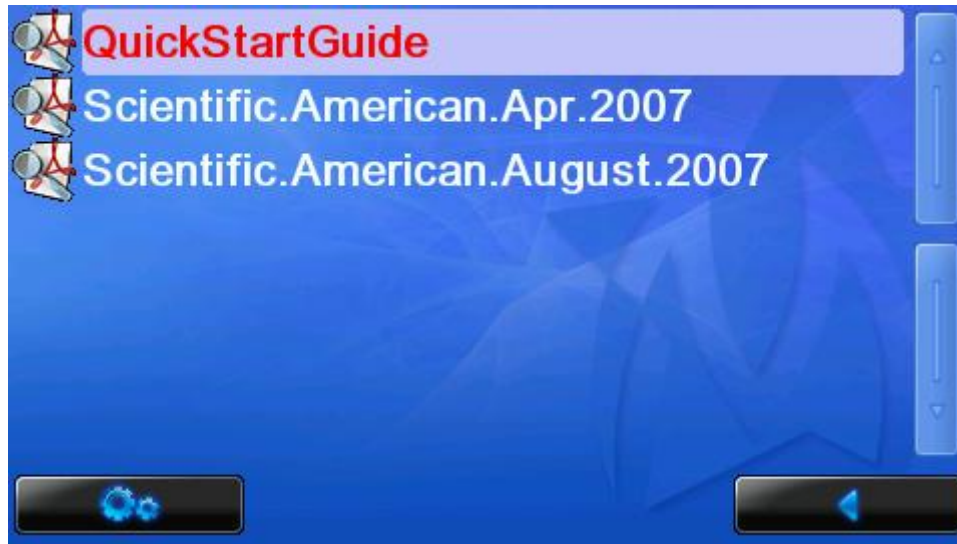 QuickStartGuide
Scientific.American.Apr.2007
Scientific.American.August.2007